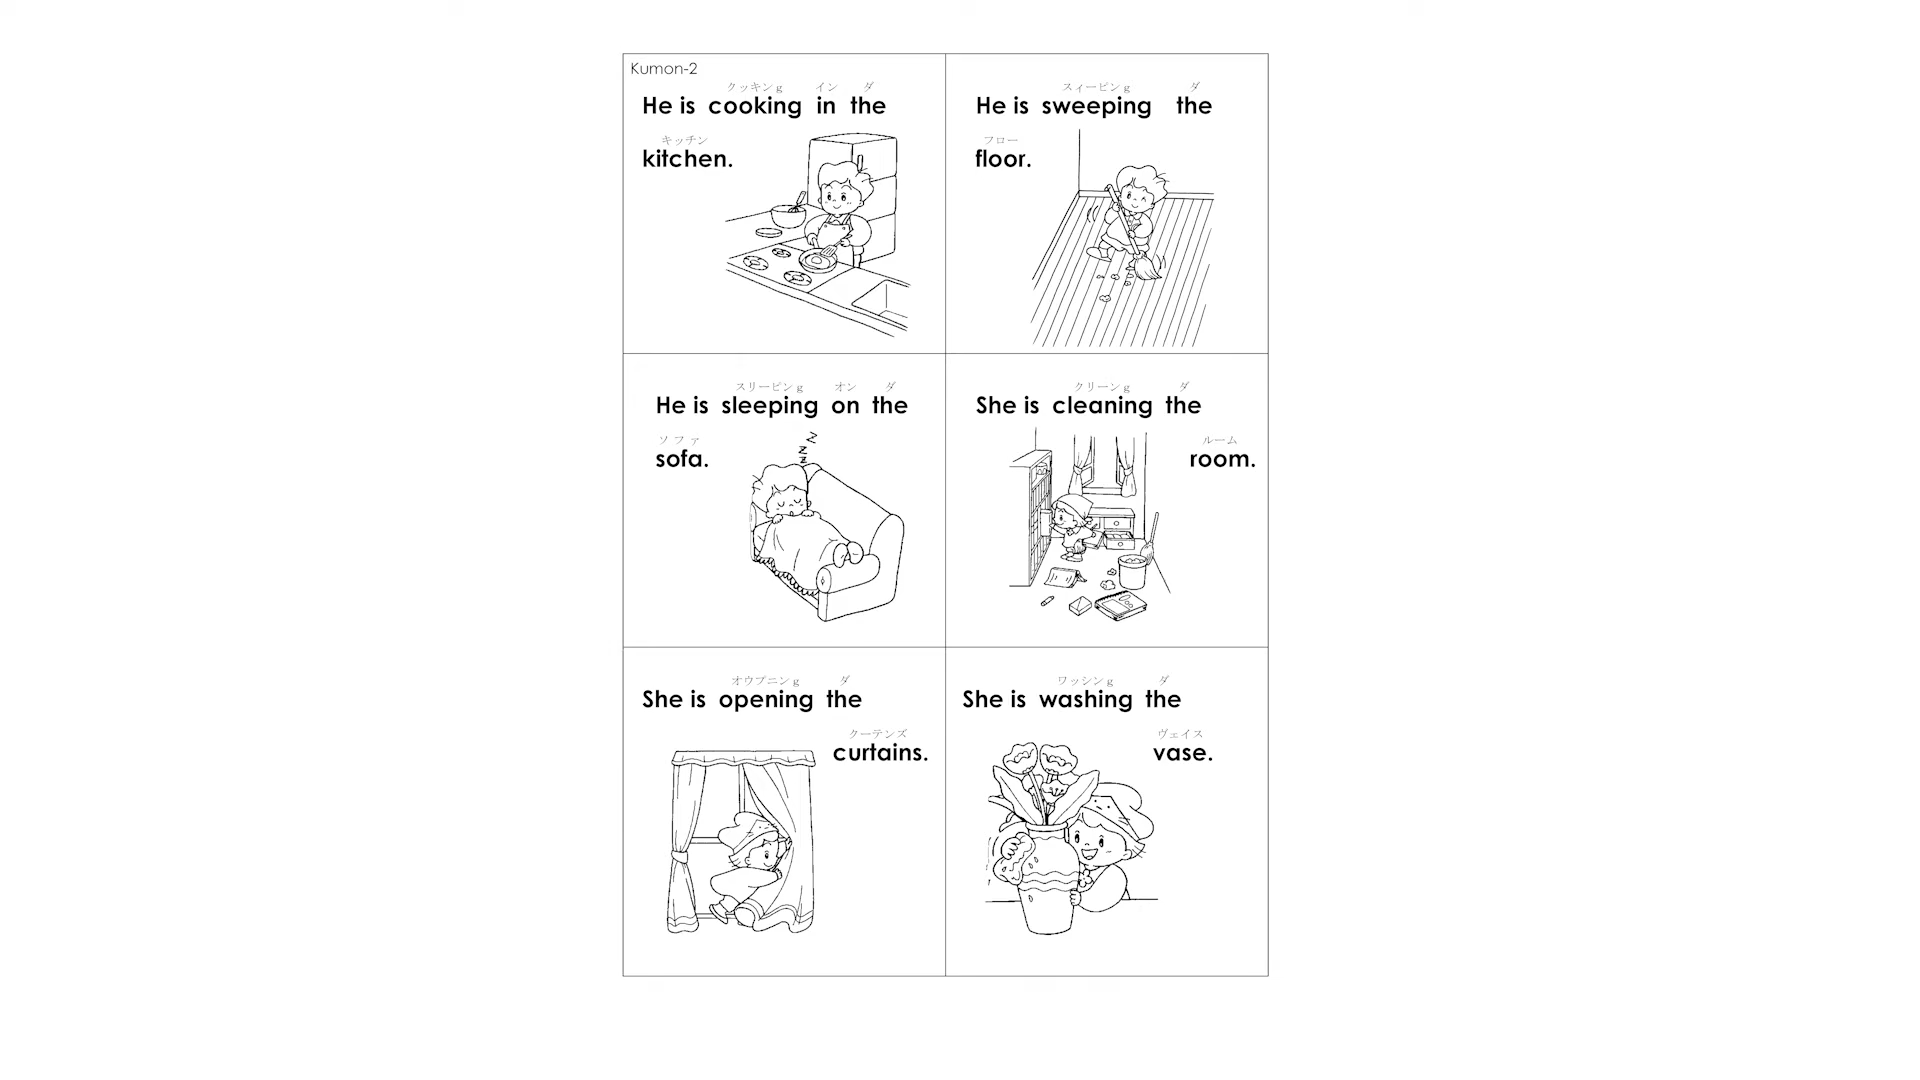 Kumon-2
クッキンg イン ダ
He is cooking in the
キッチン
kitchen.
スィーピンg ダ
He is sweeping the
フロー
floor.
スリーピンg オン ダ
He is sleeping on the
ソファ
sofa.
z
z
z
クリーンg ダ
She is cleaning the
ルーム
room.
オウプニンg ダ
She is opening the
クーテンズ
curtains.
ワッシンg ダ
She is washing the
ヴェイス
vase.